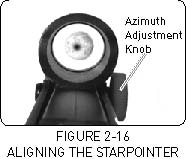 Azimuth
Adjustment
Knob
FIGURE 2-16
ALIGNING THE STARPOINTER